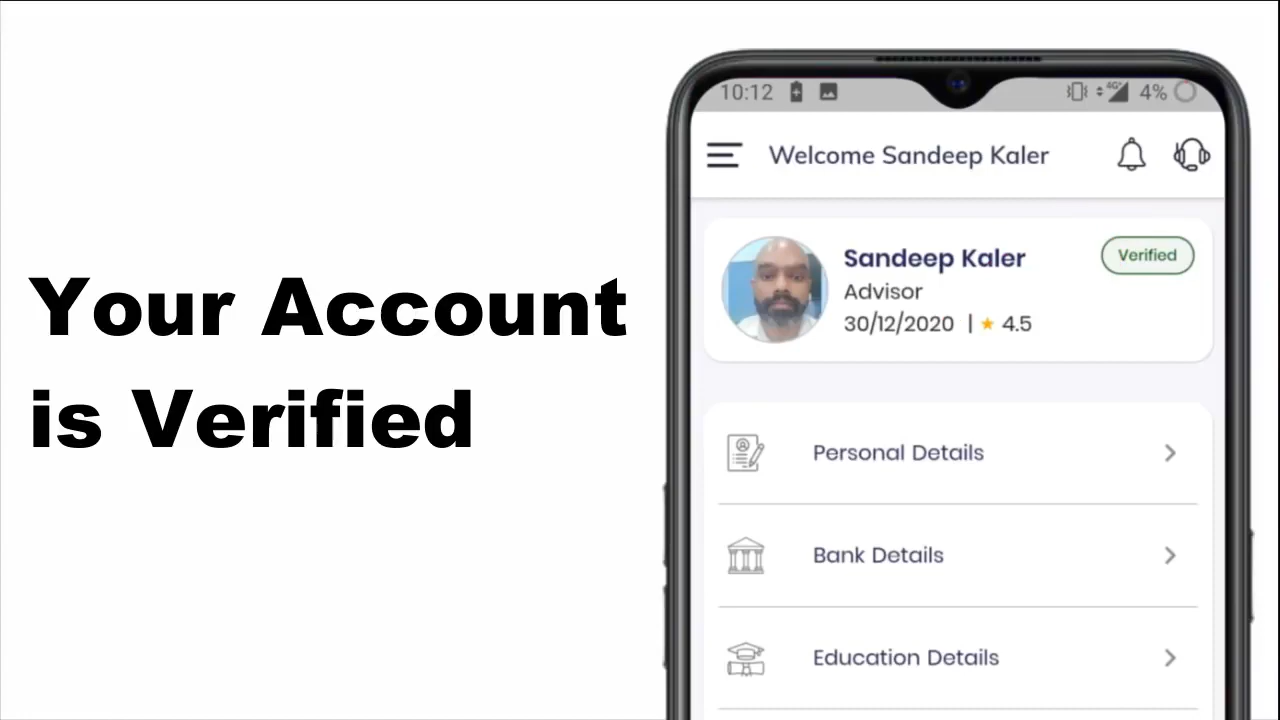 Your Account
is Verified
10:12
4G+ 4%
Welcome Sandeep Kaler
Sandeep Kaler
Verified
Advisor
30/12/2020 | ★ 4.5
Personal Details
Bank Details
Education Details